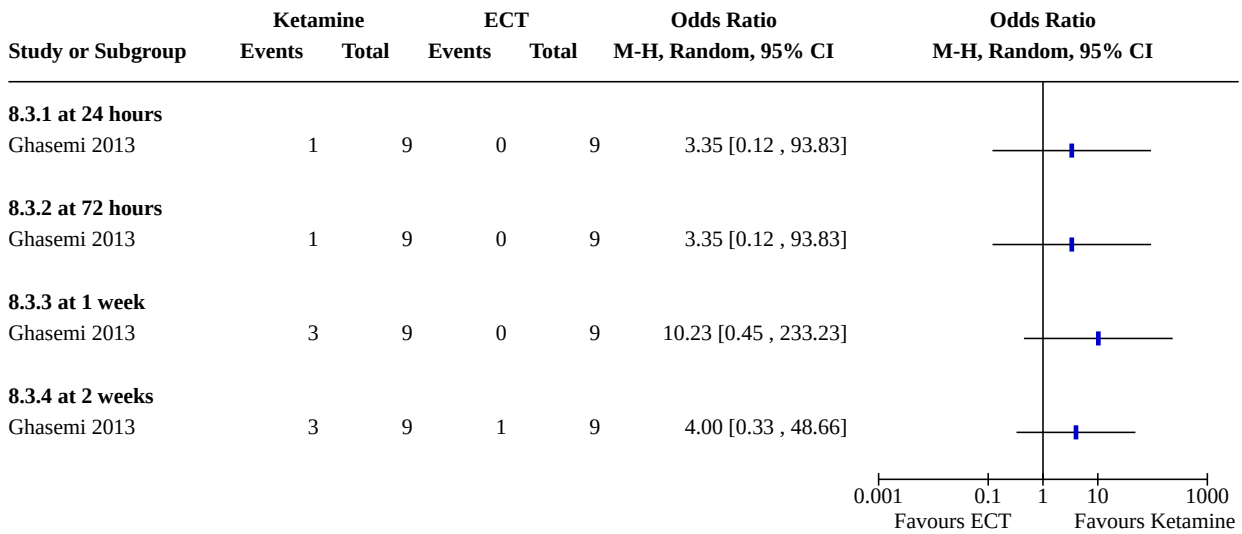 Ketamine ECT Odds Ratio Odds Ratio
Study or Subgroup Events Total Events Total M-H, Random, 95% CI M-H, Random, 95% CI
8.3.1 at 24 hours
Ghasemi 2013 1 9 0 9 3.35 [0.12 , 93.83]
8.3.2 at 72 hours
Ghasemi 2013 1 9 0 9 3.35 [0.12 , 93.83]
8.3.3 at 1 week
Ghasemi 2013 3 9 0 9 10.23 [0.45 , 233.23]
8.3.4 at 2 weeks
Ghasemi 2013 3 9 1 9 4.00 [0.33 , 48.66]
0.001 0.1 1 10 1000
Favours ECT Favours Ketamine